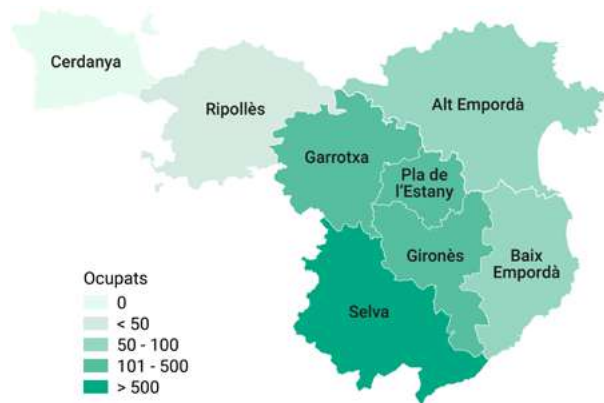 Cerdanya
Ripollès
Alt Empordà
Garrotxa
Pla de
l'Estany
Gironès
Baix
Empordà
Selva
Ocupats
0
< 50
50 - 100
101 - 500
> 500